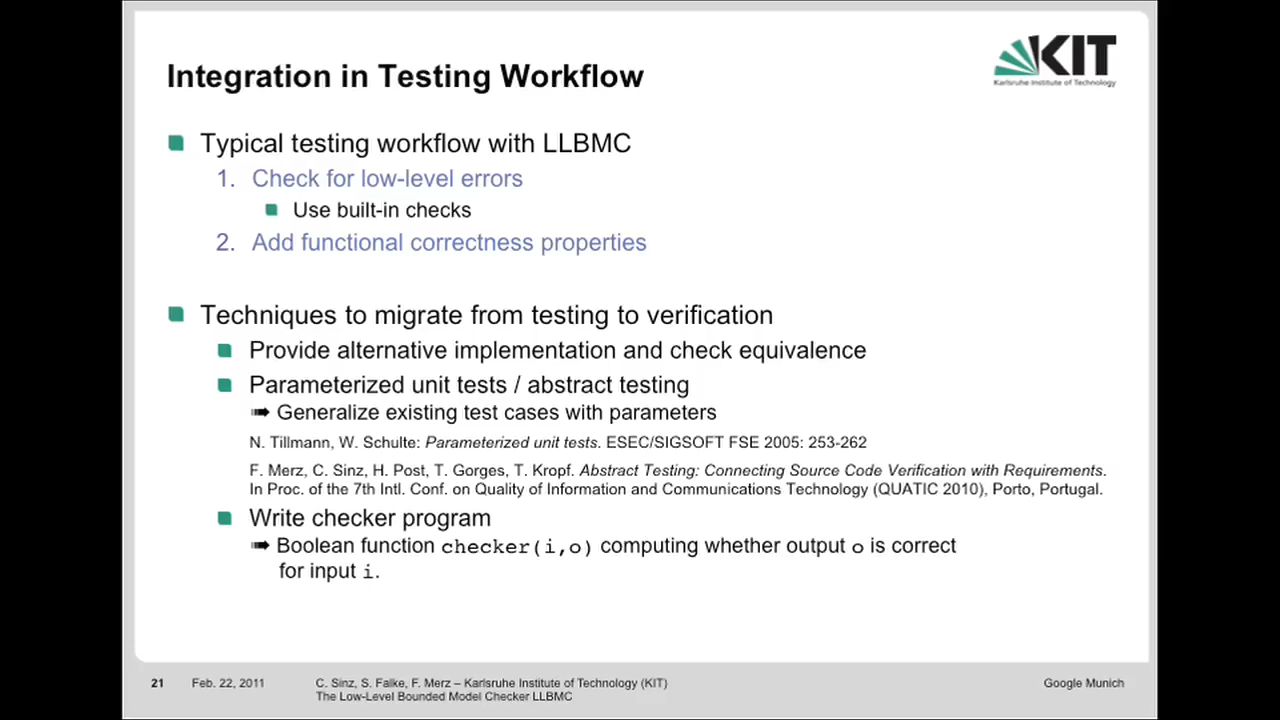 KIT
Karlsruhe Institute of Technology
Integration in Testing Workflow
Typical testing workflow with LLBMC
1. Check for low-level errors
Use built-in checks
2. Add functional correctness properties
Techniques to migrate from testing to verification
Provide alternative implementation and check equivalence
Parameterized unit tests / abstract testing
➠ Generalize existing test cases with parameters
N. Tillmann, W. Schulte: Parameterized unit tests. ESEC/SIGSOFT FSE 2005: 253-262
F. Merz, C. Sinz, H. Post, T. Gorges, T. Kropf. Abstract Testing: Connecting Source Code Verification with Requirements.
In Proc. of the 7th Intl. Conf. on Quality of Information and Communications Technology (QUATIC 2010), Porto, Portugal.
Write checker program
➠ Boolean function checker(i,o) computing whether output o is correct
for input i.
21 Feb. 22, 2011 C. Sinz, S. Falke, F. Merz – Karlsruhe Institute of Technology (KIT) Google Munich
The Low-Level Bounded Model Checker LLBMC